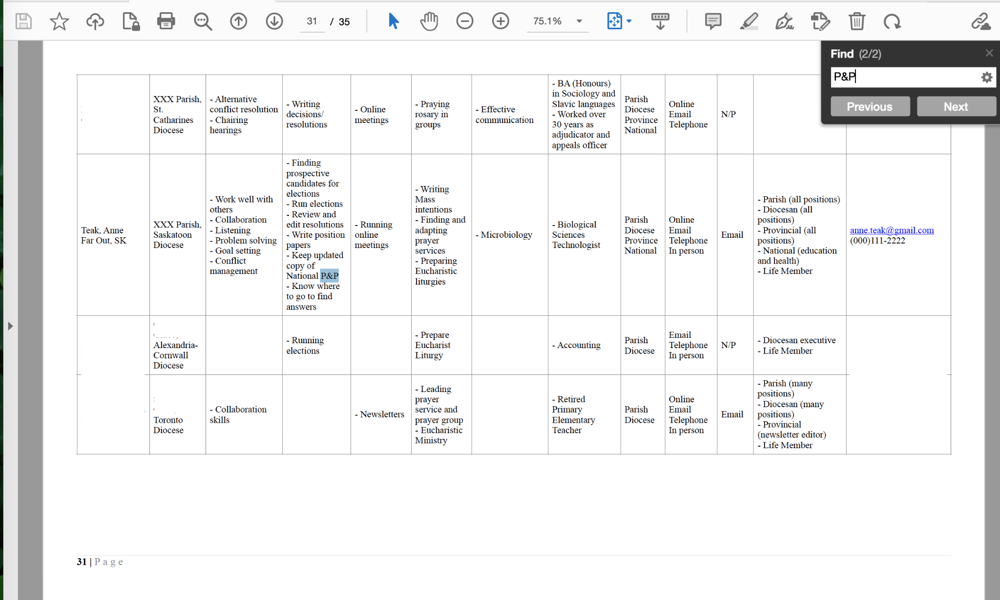 31 / 35
75.1%
Find (2/2)
P&P
Previous
Next
XXX Parish,
St.
Catharines
Diocese
- Alternative
conflict resolution
- Chairing
hearings
- Writing
decisions/
resolutions
- Online
meetings
- Praying
rosary in
groups
- Effective
communication
- BA (Honours)
in Sociology and
Slavic languages
- Worked over
30 years as
adjudicator and
appeals officer
Parish
Diocese
Province
National
Online
Email
Telephone
N/P
Teak, Anne
Far Out, SK
XXX Parish,
Saskatoon
Diocese
- Work well with
others
- Collaboration
- Listening
- Problem solving
- Goal setting
- Conflict
management
- Finding
prospective
candidates for
elections
- Run elections
- Review and
edit resolutions
- Write position
papers
- Keep updated
copy of
National P&P
- Know where
to go to find
answers
- Running
online
meetings
- Writing
Mass
intentions
- Finding and
adapting
prayer
services
- Preparing
Eucharistic
liturgies
- Microbiology
- Biological
Sciences
Technologist
Parish
Diocese
Province
National
Online
Email
Telephone
In person
Email
- Parish (all positions)
- Diocesan (all
positions)
- Provincial (all
positions)
- National (education
and health)
- Life Member
anne.teak@gmail.com
(000)111-2222
Alexandria-
Cornwall
Diocese
- Running
elections
- Prepare
Eucharist
Liturgy
- Accounting
Parish
Diocese
Email
Telephone
In person
N/P
- Diocesan executive
- Life Member
Toronto
Diocese
- Collaboration
skills
- Newsletters
- Leading
prayer
service and
prayer group
- Eucharistic
Ministry
- Retired
Primary
Elementary
Teacher
Parish
Diocese
Online
Email
Telephone
In person
Email
- Parish (many
positions)
- Diocesan (many
positions)
- Provincial
(newsletter editor)
- Life Member
31 | Page